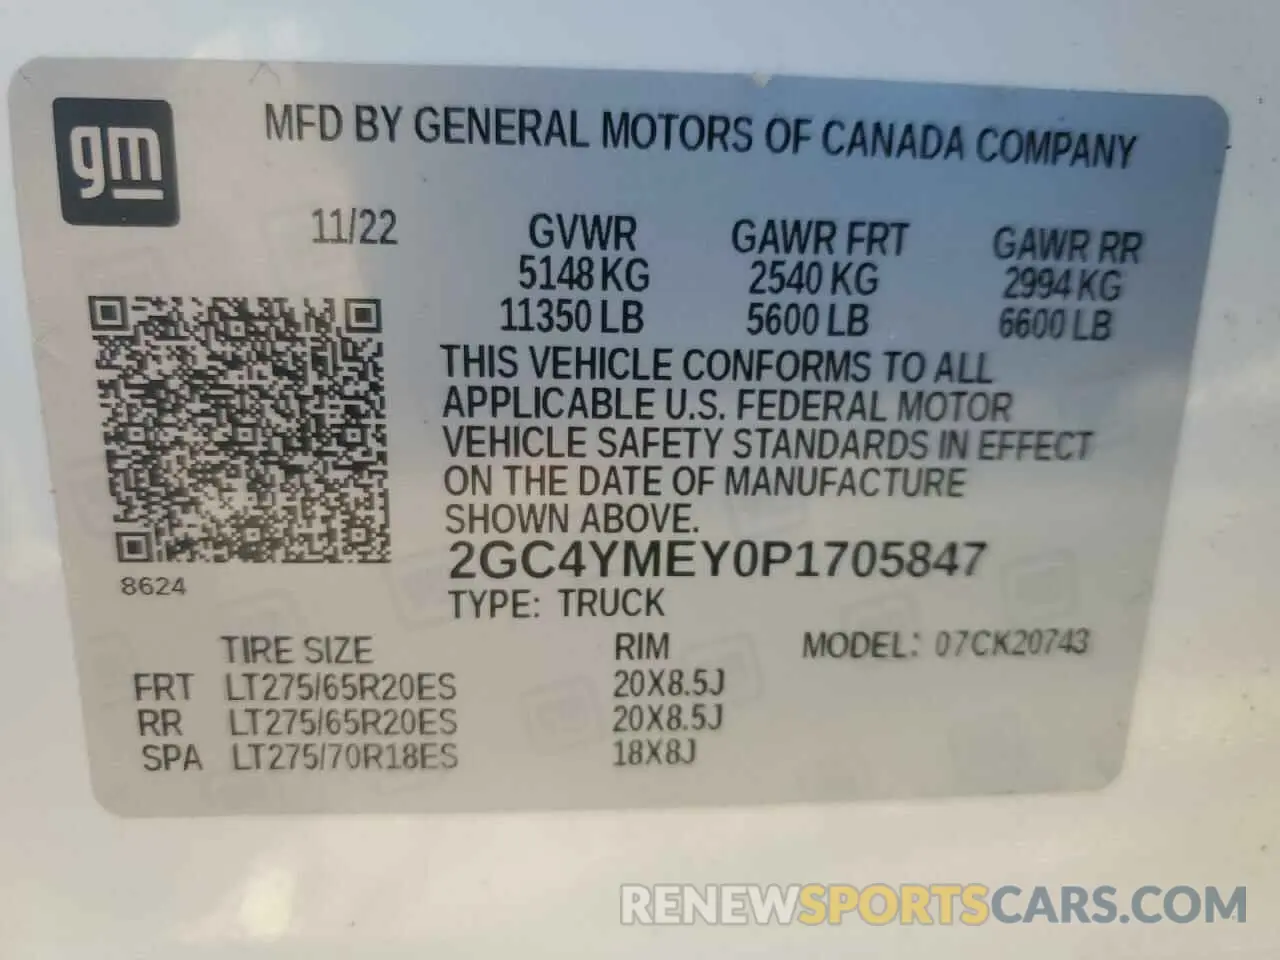 gm
MFD BY GENERAL MOTORS OF CANADA COMPANY
11/22 GVWR GAWR FRT GAWR RR
5148 KG 2540 KG 2994 KG
11350 LB 5600 LB 6600 LB
THIS VEHICLE CONFORMS TO ALL
APPLICABLE U.S. FEDERAL MOTOR
VEHICLE SAFETY STANDARDS IN EFFECT
ON THE DATE OF MANUFACTURE
SHOWN ABOVE.
2GC4YMEY0P1705847
8624
TYPE: TRUCK
TIRE SIZE RIM MODEL: 07CK20743
FRT LT275/65R20ES 20X8.5J
RR LT275/65R20ES 20X8.5J
SPA LT275/70R18ES 18X8J
RENEWSPORTSCARS.COM